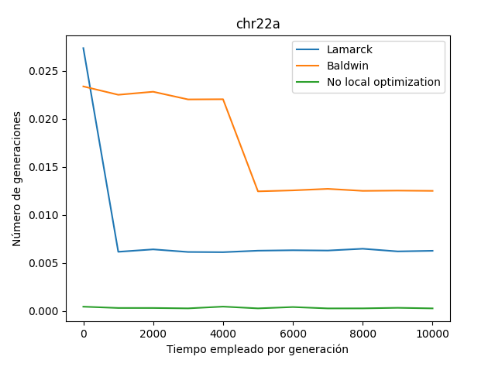 chr22a
Lamarck
Baldwin
No local optimization
Número de generaciones
0.025
0.020
0.015
0.010
0.005
0.000
0 2000 4000 6000 8000 10000
Tiempo empleado por generación